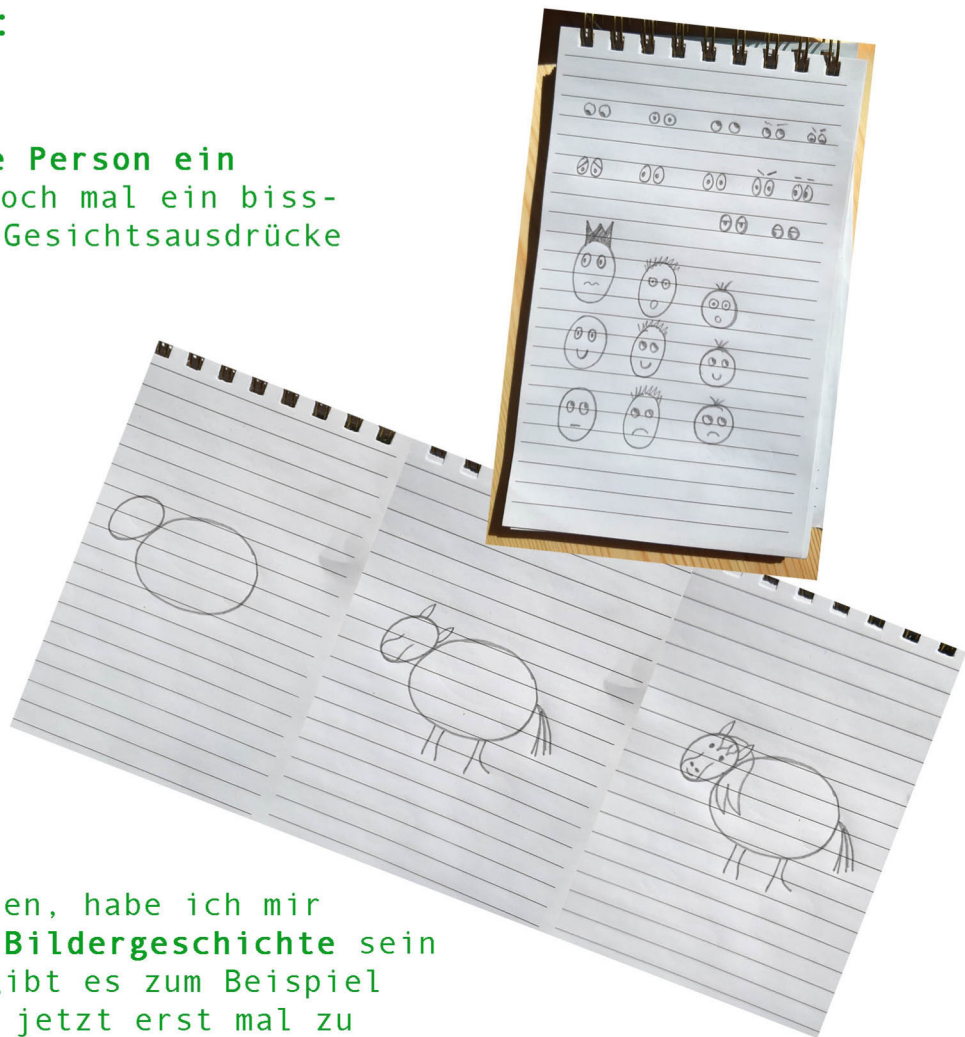 :
e Person ein
och mal ein biss-
Gesichtsausdrücke
en, habe ich mir
Bildergeschichte sein
gibt es zum Beispiel
jetzt erst mal zu